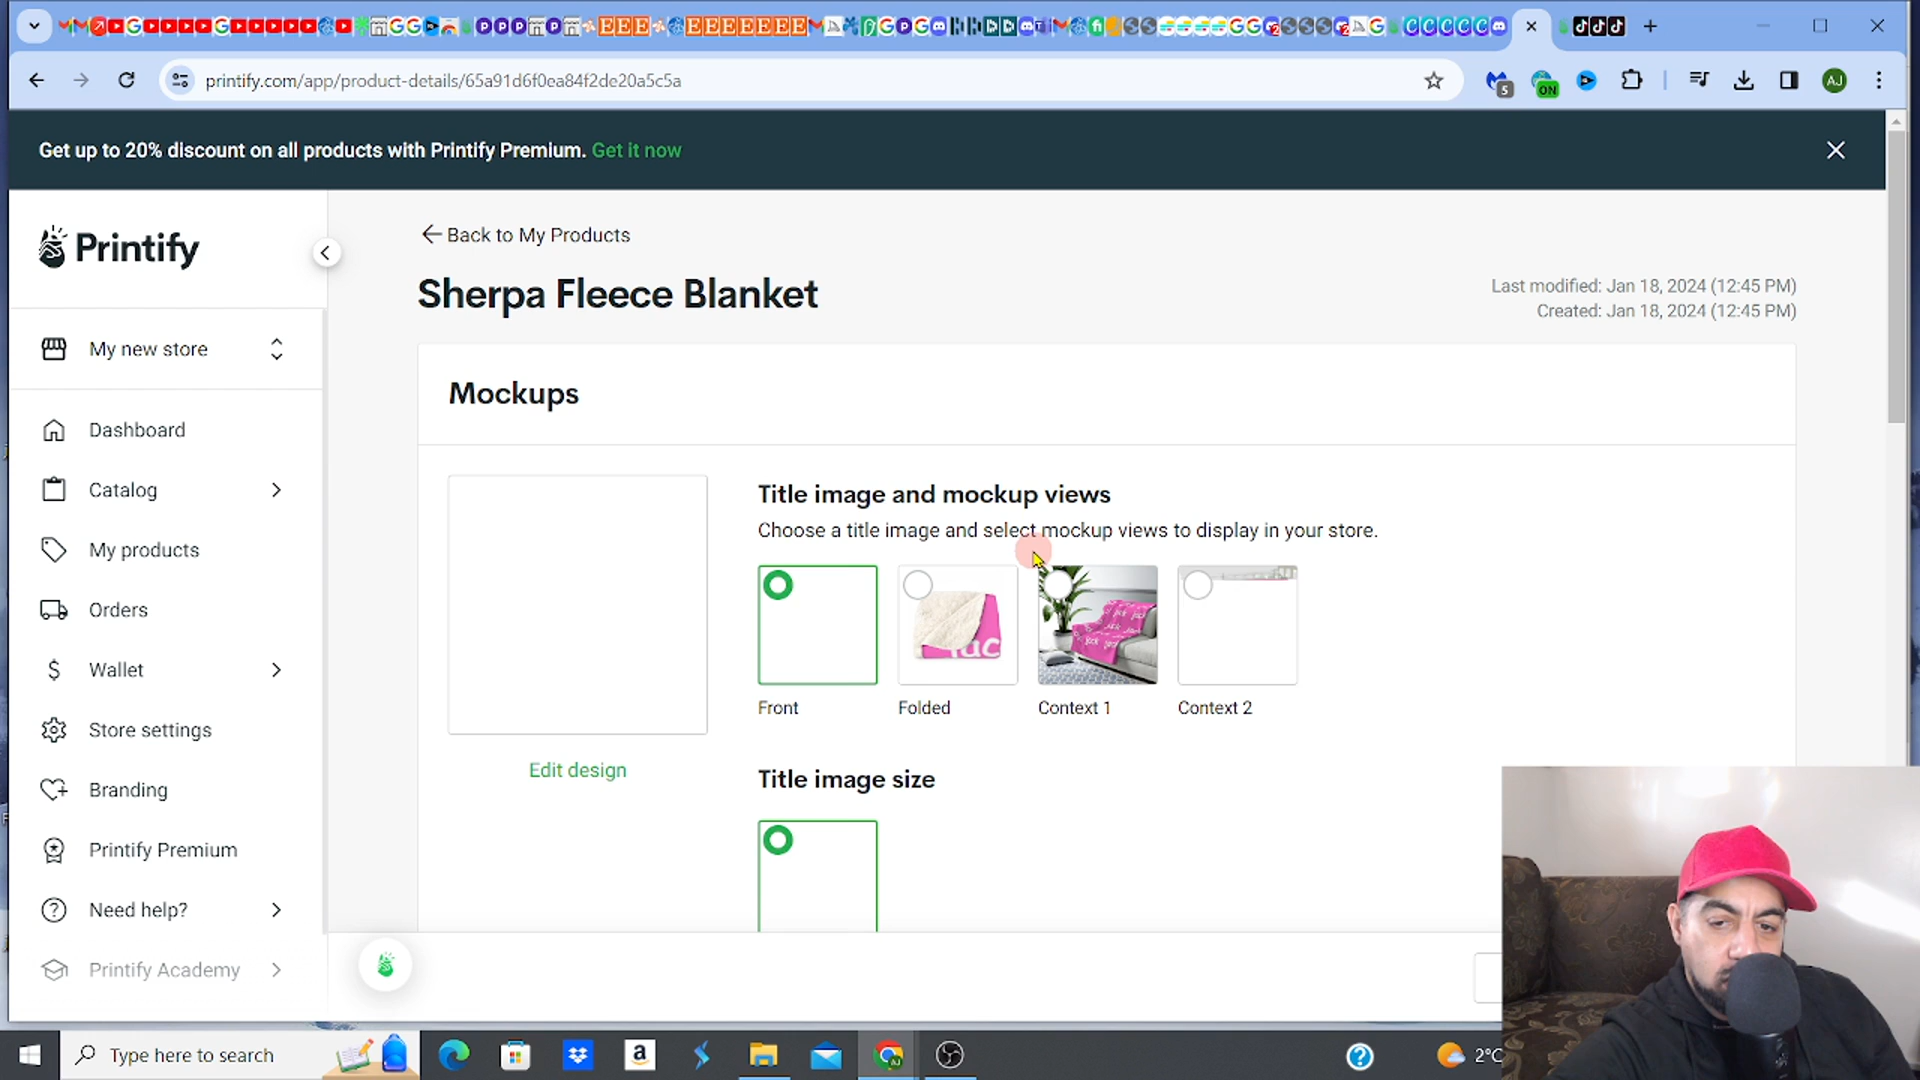 printify.com/app/product-details/65a91d6f0ea84f2de20a5c5a
5
ON
AJ
Get up to 20% discount on all products with Printify Premium. Get it now
Printify
Back to My Products
Sherpa Fleece Blanket
Last modified: Jan 18, 2024 (12:45 PM)
Created: Jan 18, 2024 (12:45 PM)
My new store
Mockups
Dashboard
Catalog
My products
Orders
Wallet
Store settings
Branding
Printify Premium
Need help?
Printify Academy
Title image and mockup views
Choose a title image and select mockup views to display in your store.
Front
Folded
Context 1
Context 2
Edit design
Title image size
Type here to search
2°C